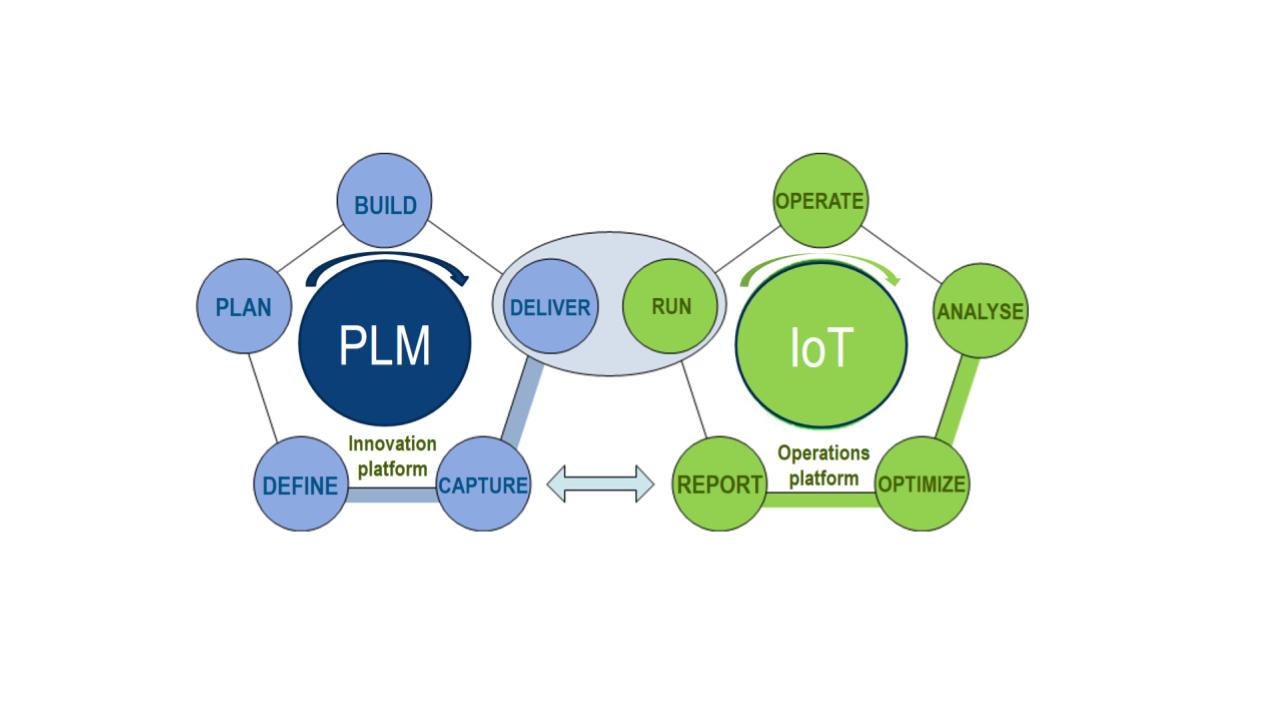 BUILD
PLAN
PLM
DELIVER
DEFINE
Innovation
platform
CAPTURE
RUN
OPERATE
IoT
ANALYSE
REPORT
Operations
platform
OPTIMIZE